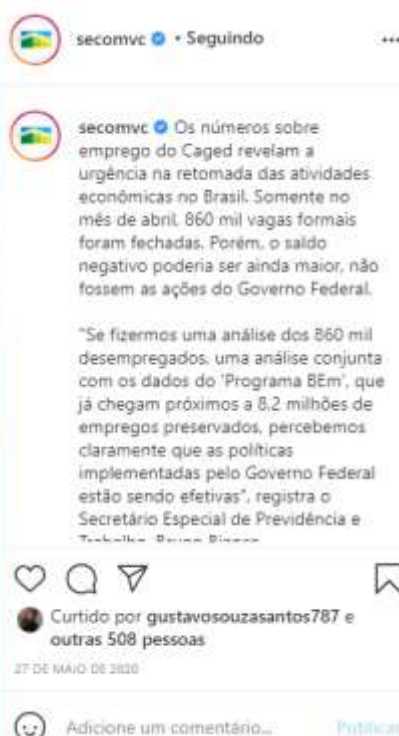 secomvc • Seguindo
secomvc Os números sobre
emprego do Caged revelam a
urgência na retomada das atividades
econômicas no Brasil. Somente no
mês de abril, 860 mil vagas formais
foram fechadas. Porém, o saldo
negativo poderia ser ainda maior, não
fossem as ações do Governo Federal.
"Se fizermos uma análise dos 860 mil
desempregados, uma análise conjunta
com os dados do 'Programa BEm', que
já chegam próximos a 8,2 milhões de
empregos preservados, percebemos
claramente que as políticas
implementadas pelo Governo Federal
estão sendo efetivas", registra o
Secretário Especial de Previdência e
Trabalho, Bruno Bianco
Curtido por gustavosouzasantos787 e
outras 508 pessoas
27 DE MAIO DE 2020
Adicione um comentário... Publicar